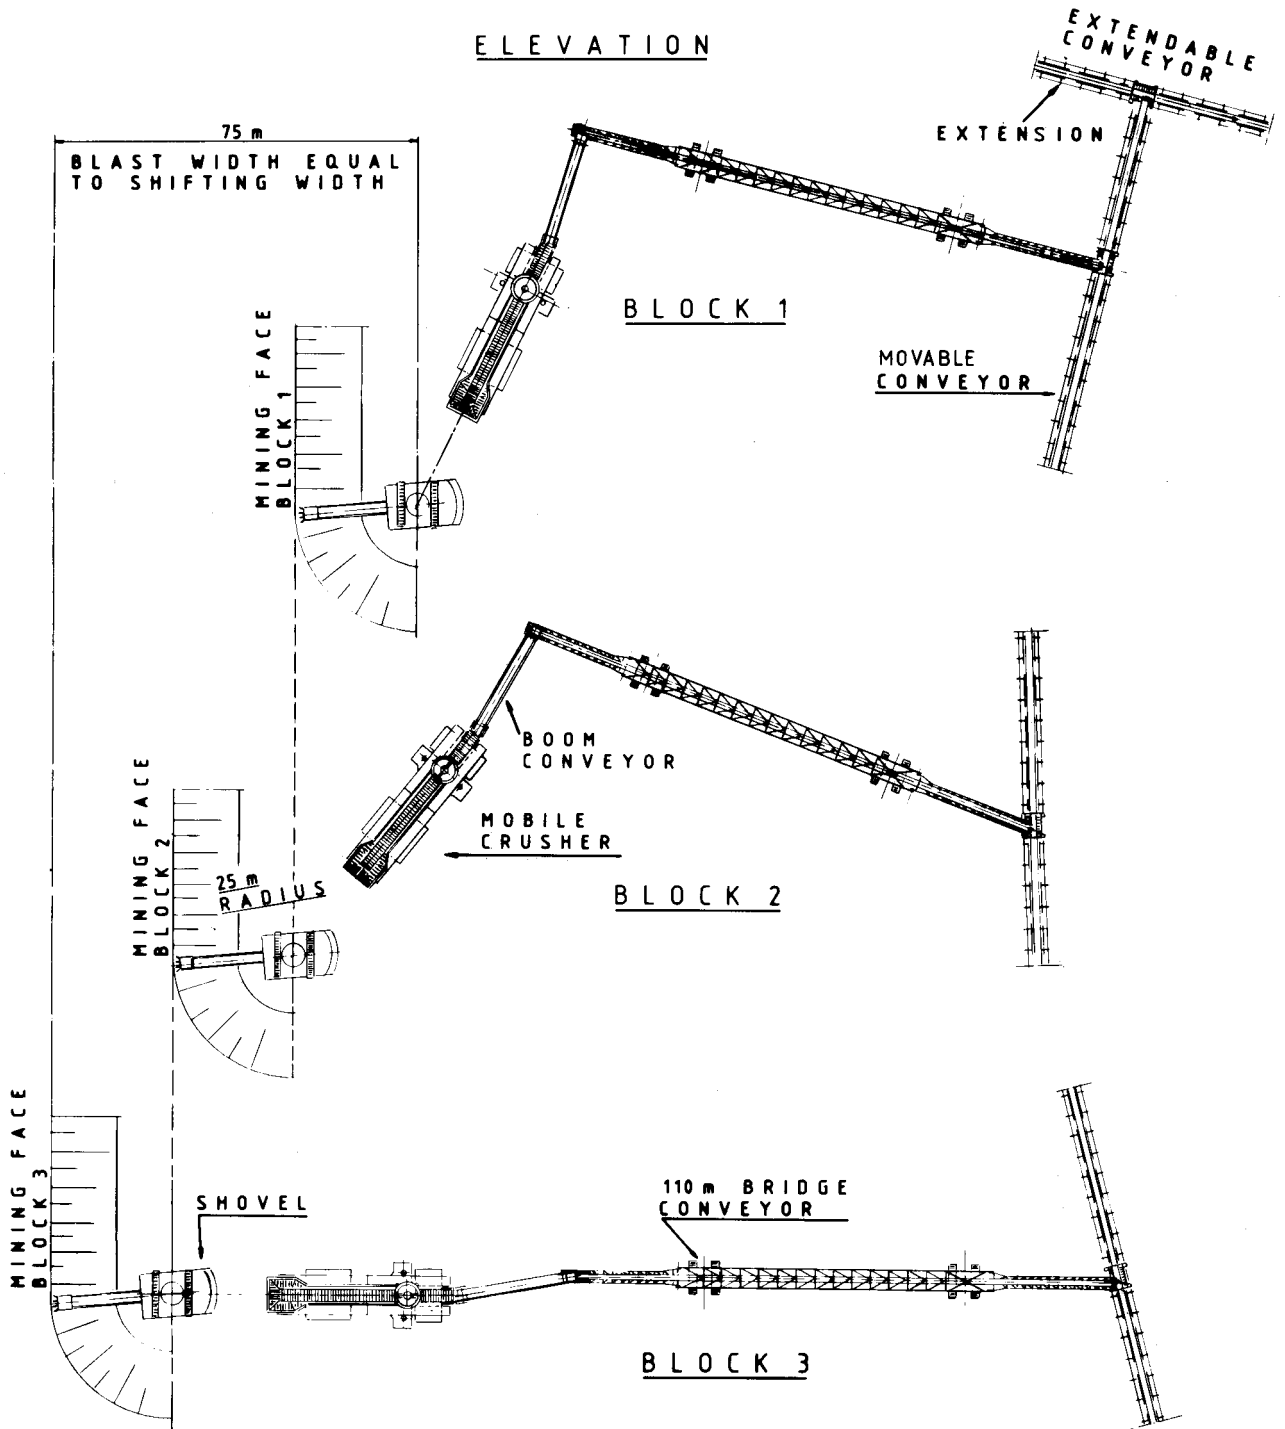 ELEVATION
EXTENDABLE
CONVEYOR
EXTENSION
75 m
BLAST WIDTH EQUAL
TO SHIFTING WIDTH
BLOCK 1
MINING FACE
BLOCK 1
MOVABLE
CONVEYOR
BOOM
CONVEYOR
MOBILE
CRUSHER
MINING FACE
BLOCK 2
25 m
RADIUS
BLOCK 2
MINING FACE
BLOCK 3
SHOVEL
110 m BRIDGE
CONVEYOR
BLOCK 3